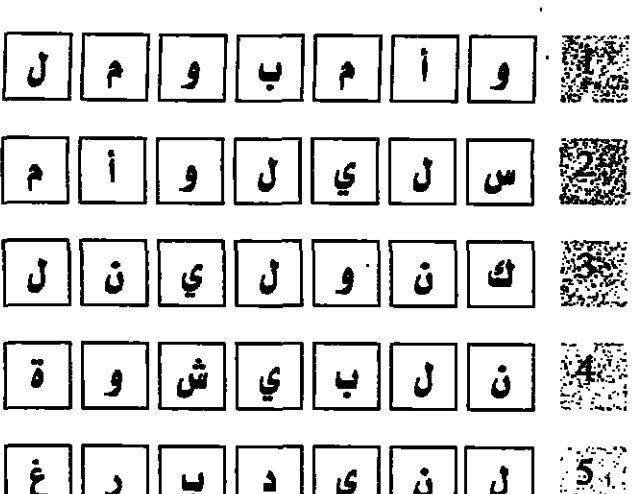 1 و أ م ب و م ل
2 س ل ي ل و أ م
3 ك ن و ل ي ن ل
4 ن ل ب ي ش و ة
5 ل ن ي د ب ر غ